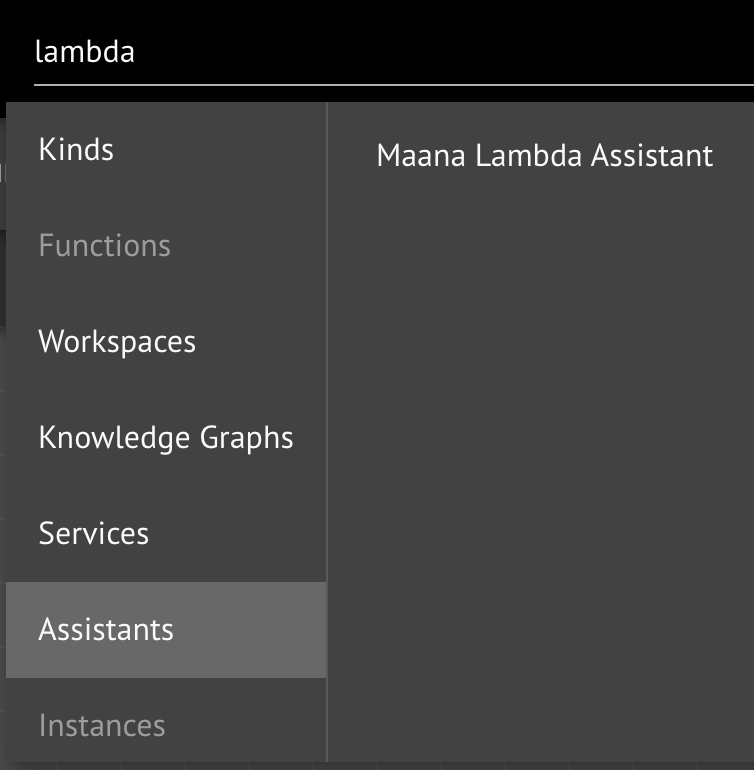 lambda
Kinds
Functions
Workspaces
Knowledge Graphs
Services
Assistants
Instances
Maana Lambda Assistant